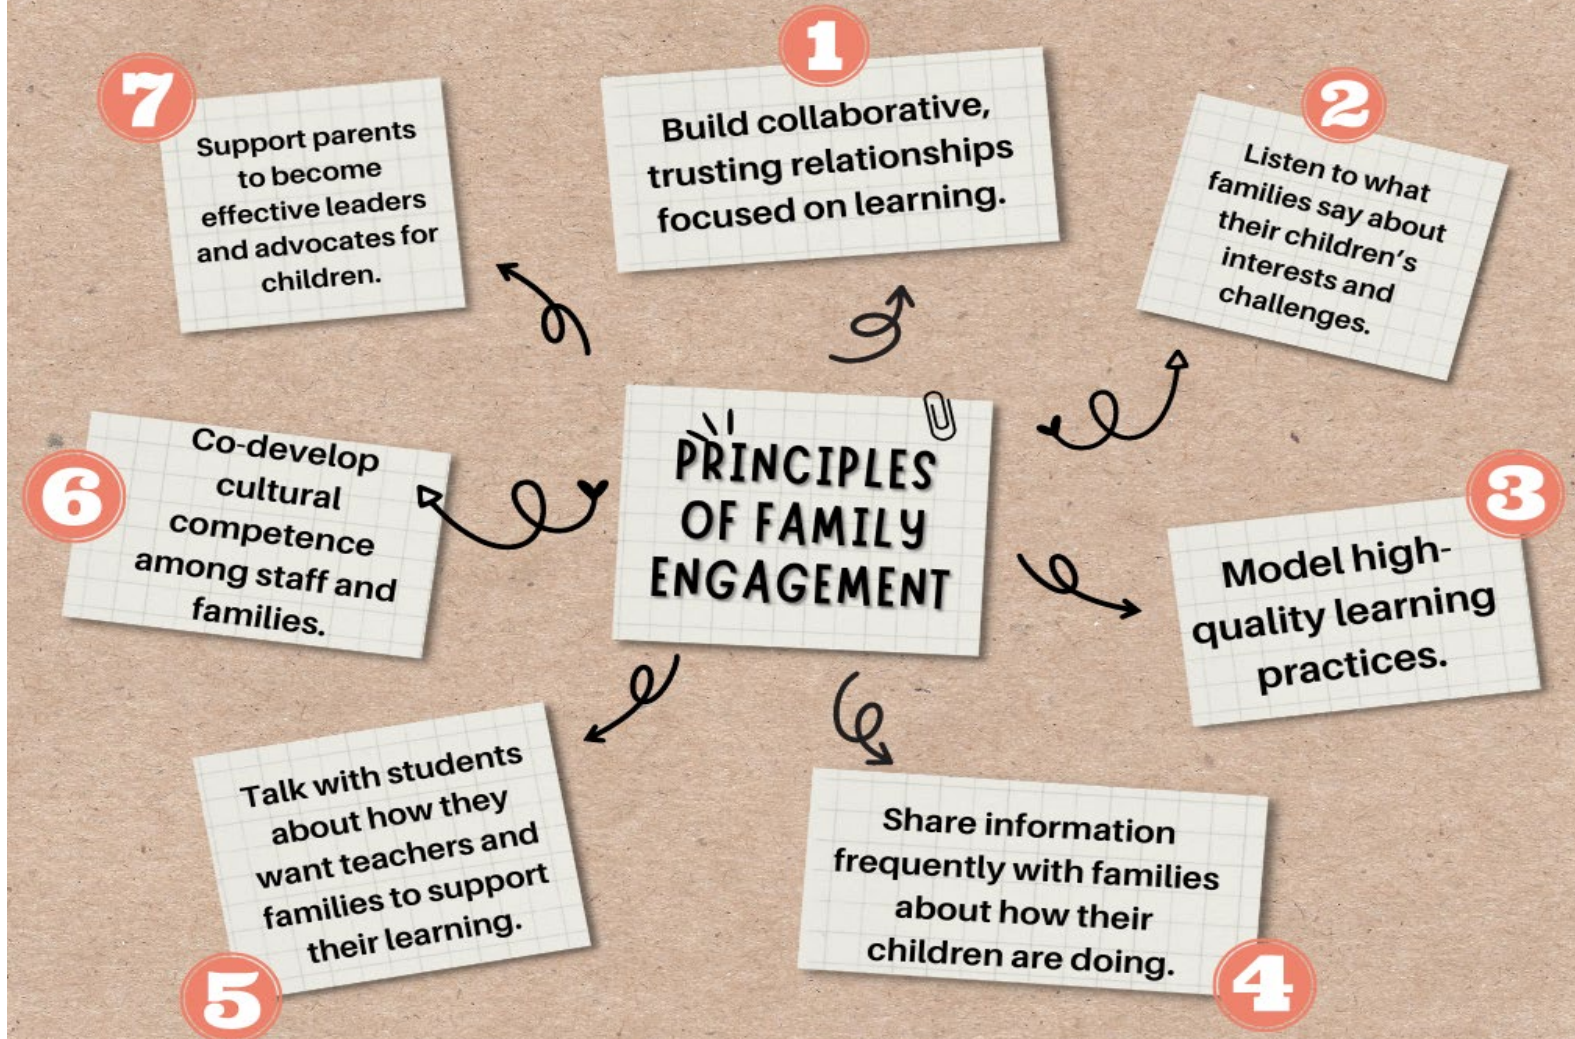 PRINCIPLES
OF FAMILY
ENGAGEMENT
1
Build collaborative,
trusting relationships
focused on learning.
2
Listen to what
families say about
their children's
interests and
challenges.
3
Model high-
quality learning
practices.
4
Share information
frequently with families
about how their
children are doing.
5
Talk with students
about how they
want teachers and
families to support
their learning.
6
Co-develop
cultural
competence
among staff and
families.
7
Support parents
to become
effective leaders
and advocates for
children.